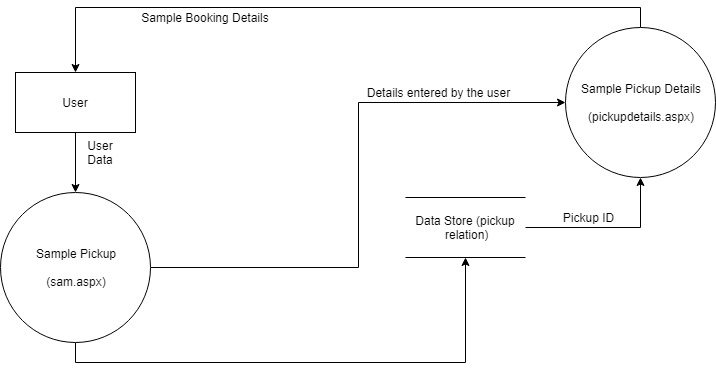 Sample Booking Details
User
User
Data
Details entered by the user
Sample Pickup Details
(pickupdetails.aspx)
Sample Pickup
(sam.aspx)
Data Store (pickup
relation)
Pickup ID